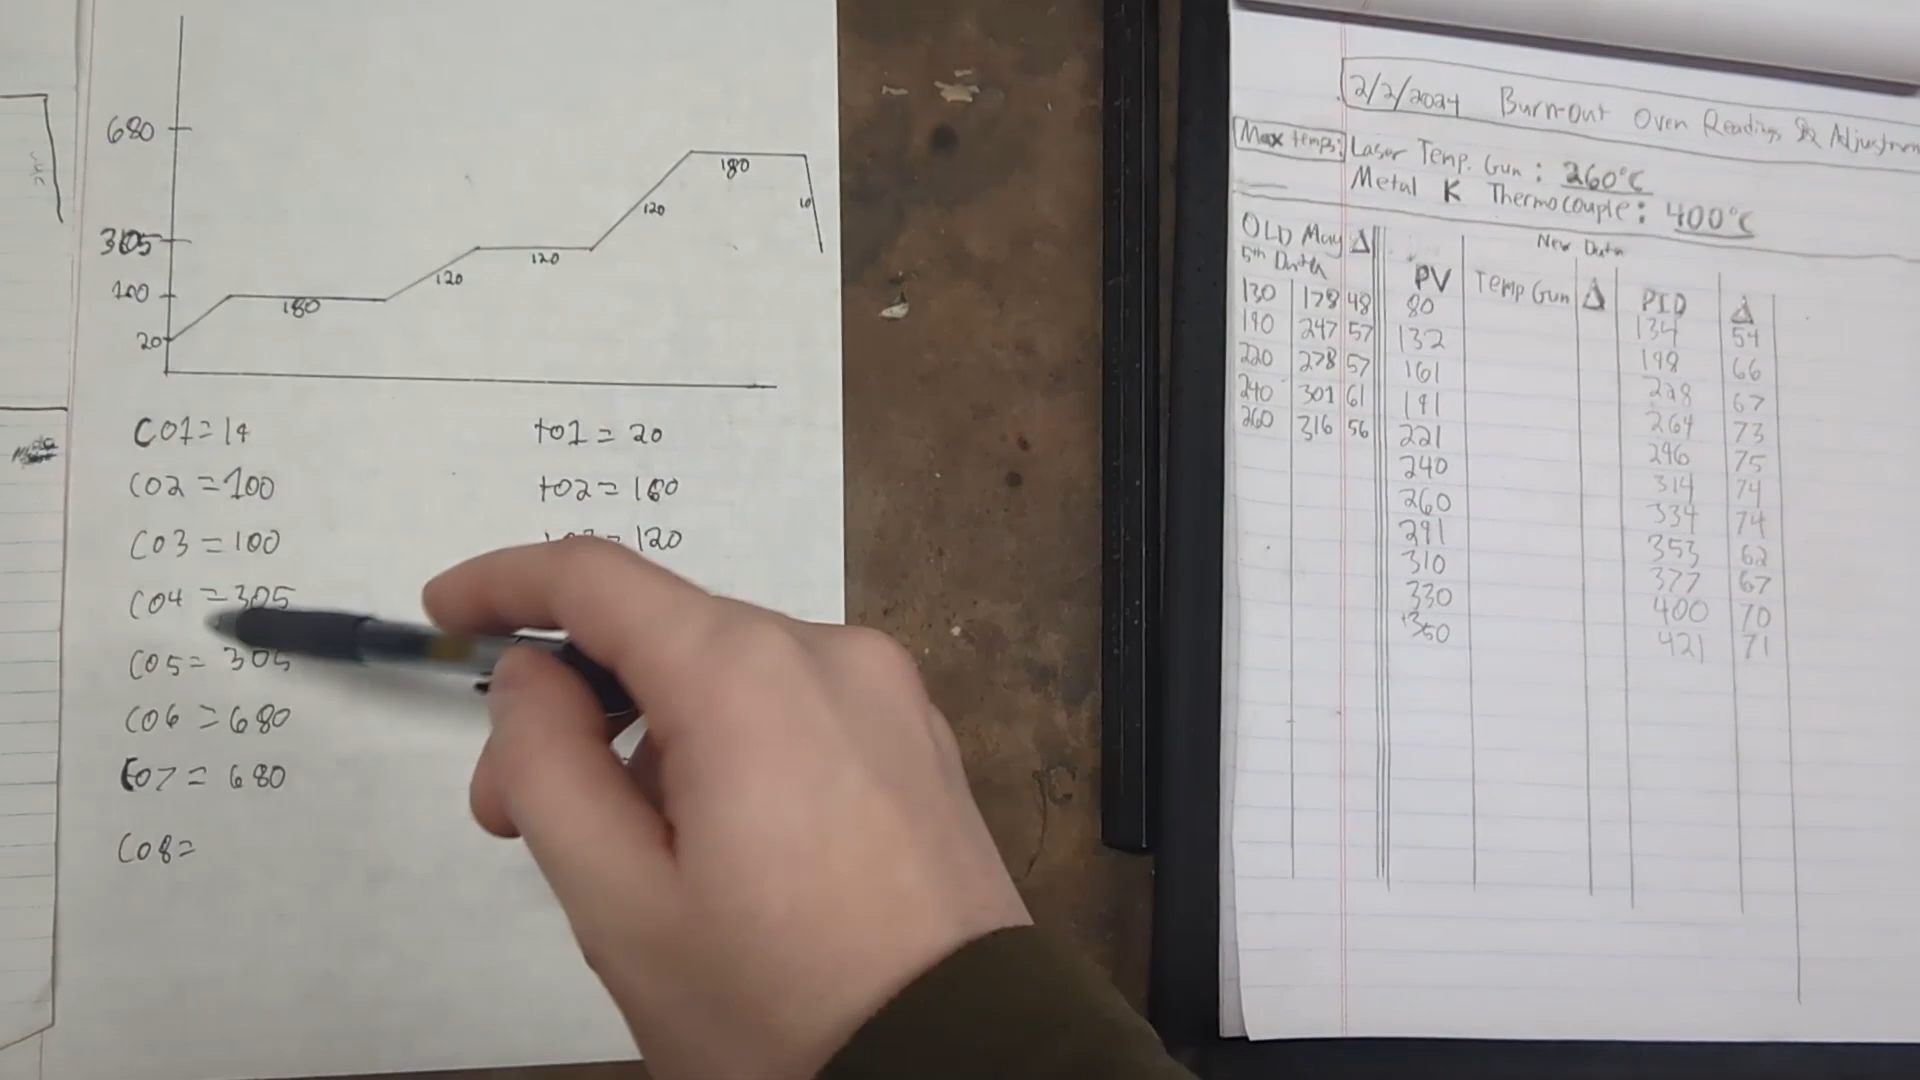 680
305
100
20
180
120
120
120
180
10
C01=14
C02=100
C03=100
C04=305
C05=305
C06=680
C07=680
C08=
t01=20
t02=180
=120
2/2/2024 Burn-Out Oven Readings & Adjustmen
Max temps: Laser Temp. Gun: 260°C
Metal K Thermocouple: 400°C
OLD May Δ
5th Data
New Data
PV Temp Gun Δ PID Δ
130 178 48
190 247 57
220 278 57
240 301 61
260 316 56
80 134 54
132 198 66
161 228 67
191 264 73
221 296 75
240 314 74
260 334 74
291 353 62
310 377 67
330 400 70
350 421 71